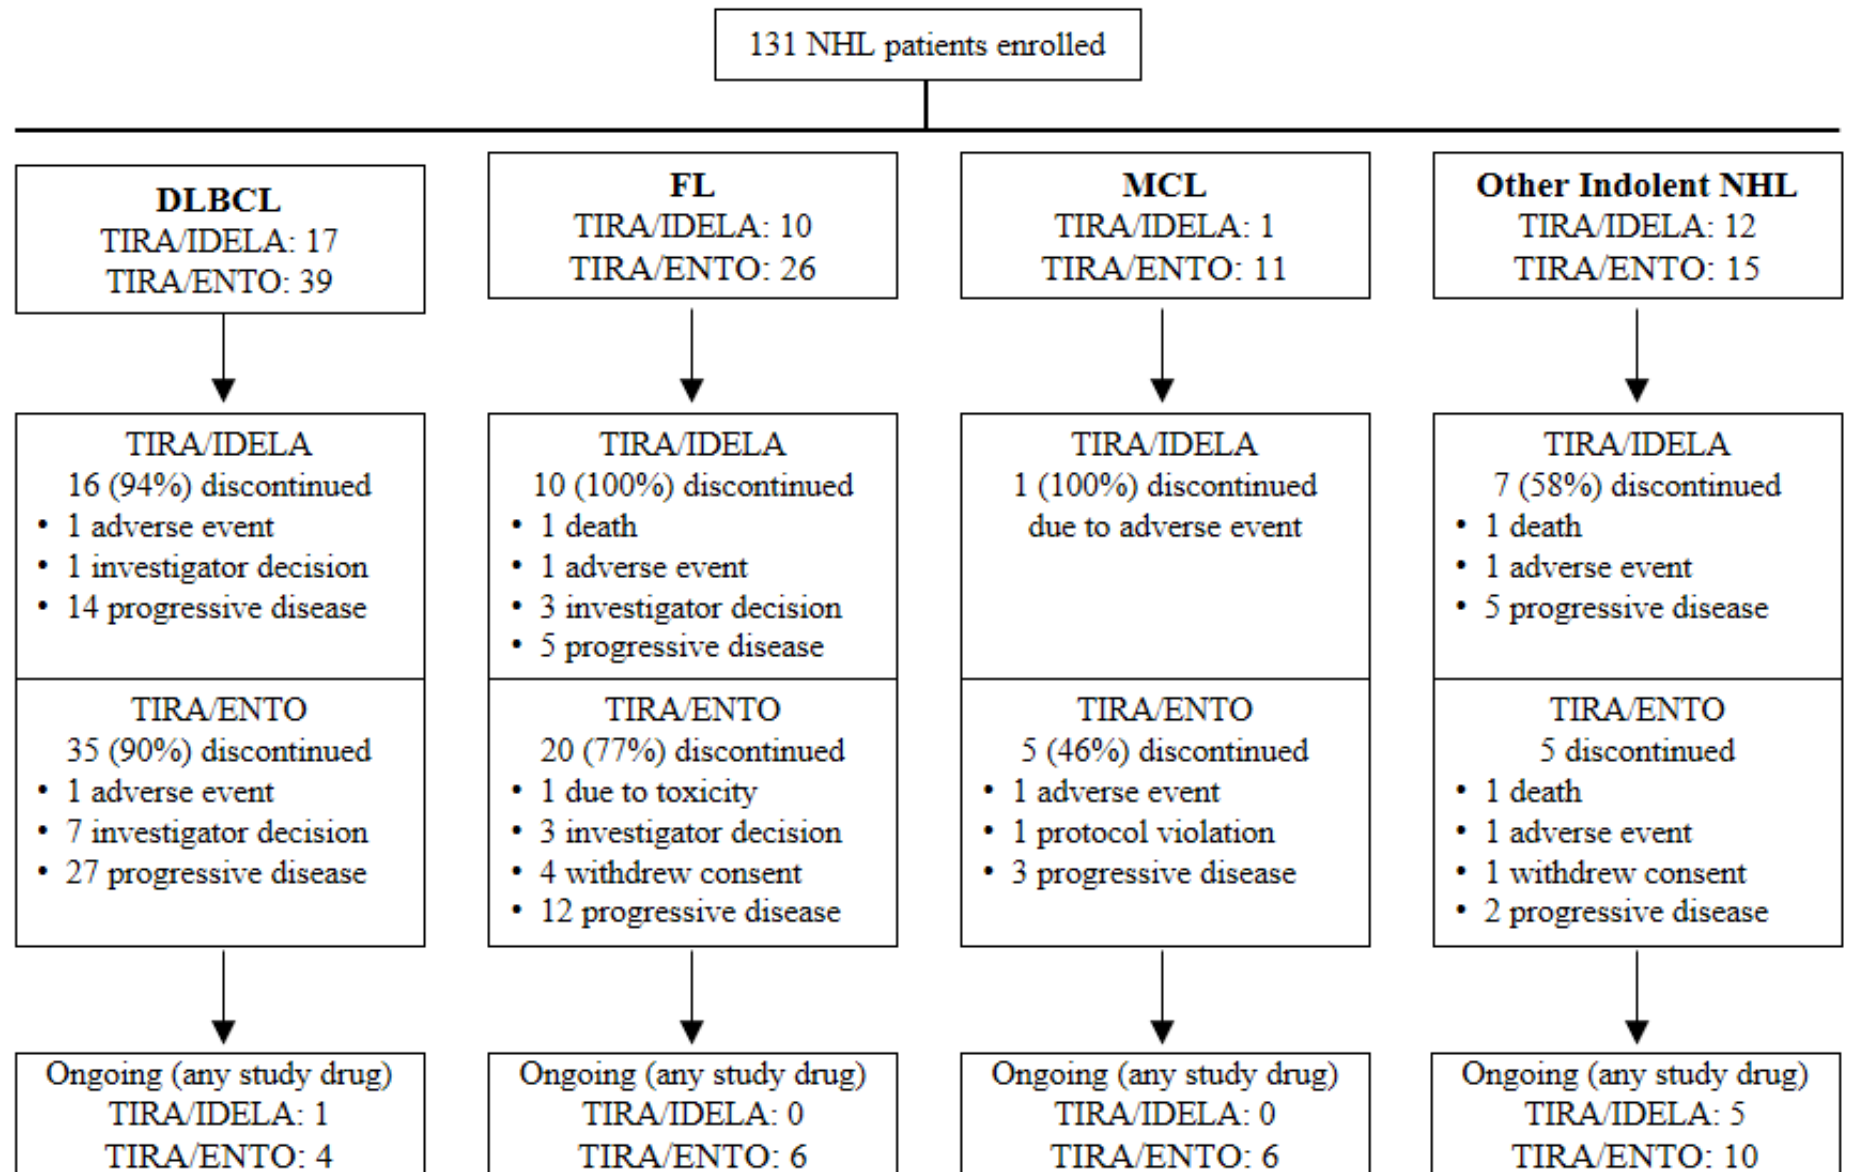 131 NHL patients enrolled
DLBCL
TIRA/IDELA: 17
TIRA/ENTO: 39
FL
TIRA/IDELA: 10
TIRA/ENTO: 26
MCL
TIRA/IDELA: 1
TIRA/ENTO: 11
Other Indolent NHL
TIRA/IDELA: 12
TIRA/ENTO: 15
TIRA/IDELA
16 (94%) discontinued
• 1 adverse event
• 1 investigator decision
• 14 progressive disease
TIRA/IDELA
10 (100%) discontinued
• 1 death
• 1 adverse event
• 3 investigator decision
• 5 progressive disease
TIRA/IDELA
1 (100%) discontinued
due to adverse event
TIRA/IDELA
7 (58%) discontinued
• 1 death
• 1 adverse event
• 5 progressive disease
TIRA/ENTO
35 (90%) discontinued
• 1 adverse event
• 7 investigator decision
• 27 progressive disease
TIRA/ENTO
20 (77%) discontinued
• 1 due to toxicity
• 3 investigator decision
• 4 withdrew consent
• 12 progressive disease
TIRA/ENTO
5 (46%) discontinued
• 1 adverse event
• 1 protocol violation
• 3 progressive disease
TIRA/ENTO
5 discontinued
• 1 death
• 1 adverse event
• 1 withdrew consent
• 2 progressive disease
Ongoing (any study drug)
TIRA/IDELA: 1
TIRA/ENTO: 4
Ongoing (any study drug)
TIRA/IDELA: 0
TIRA/ENTO: 6
Ongoing (any study drug)
TIRA/IDELA: 0
TIRA/ENTO: 6
Ongoing (any study drug)
TIRA/IDELA: 5
TIRA/ENTO: 10